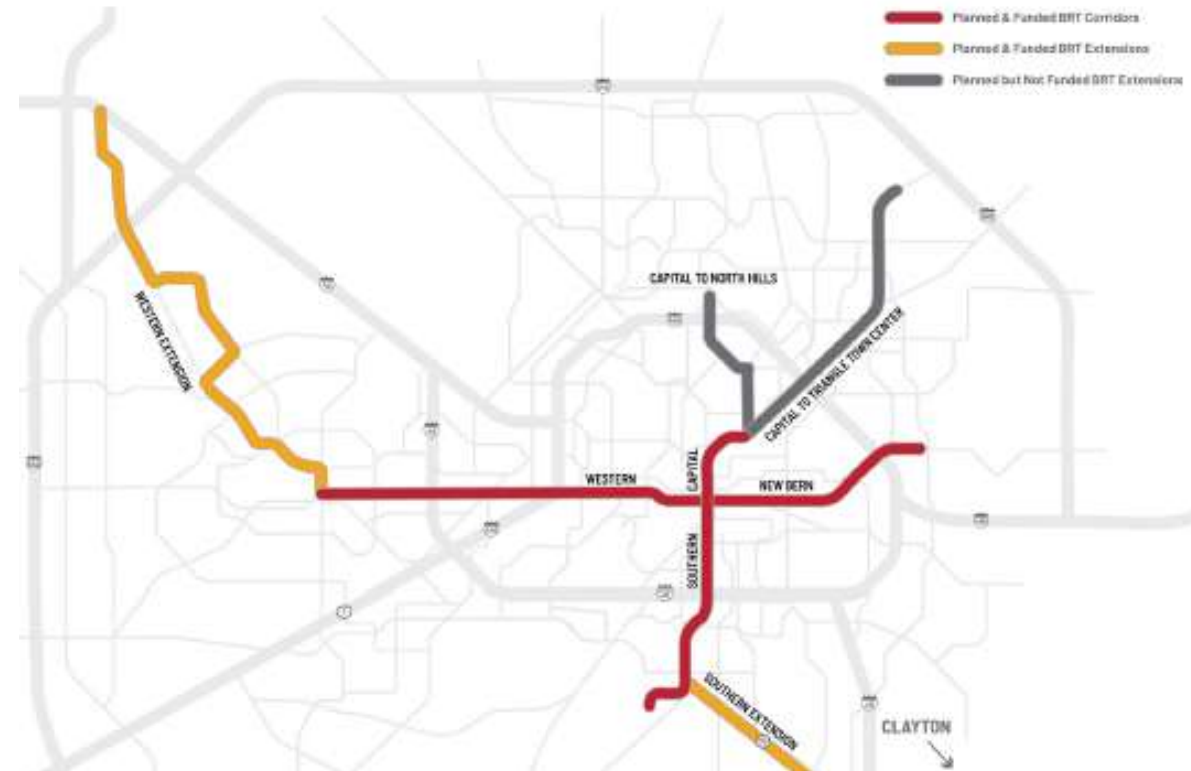 Planned & Funded BRT Corridors
Planned & Funded BRT Extensions
Planned but Not Funded BRT Extensions
CAPITAL TO NORTH HILLS
WESTERN EXTENSION
CAPITAL TO TRIANGLE TOWN CENTER
CAPITAL
WESTERN
NEW BERN
SOUTHERN
SOUTHERN EXTENSION
CLAYTON